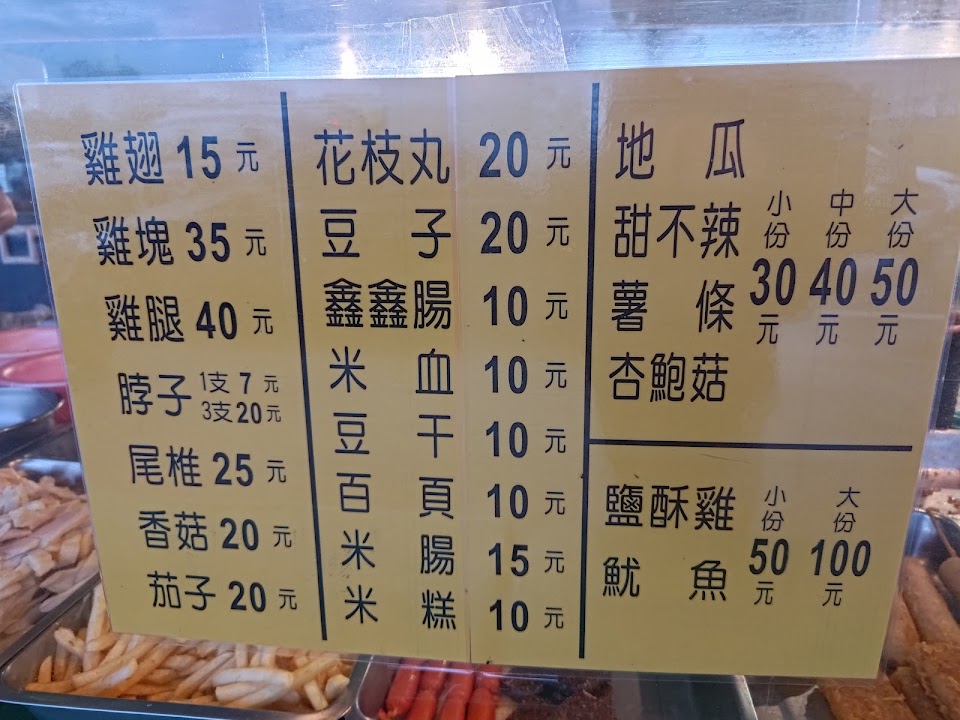 雞翅 15 元
雞塊 35 元
雞腿 40 元
脖子 1支 7 元
3支 20 元
尾椎 25 元
香菇 20 元
茄子 20 元
花枝丸 20 元
豆子 20 元
鑫鑫腸 10 元
米血 10 元
豆干 10 元
百頁 10 元
米腸 15 元
米糕 10 元
地瓜
甜不辣
薯條
杏鮑菇
小份 中份 大份
30元 40元 50元
鹽酥雞
魷魚
小份 大份
50元 100元